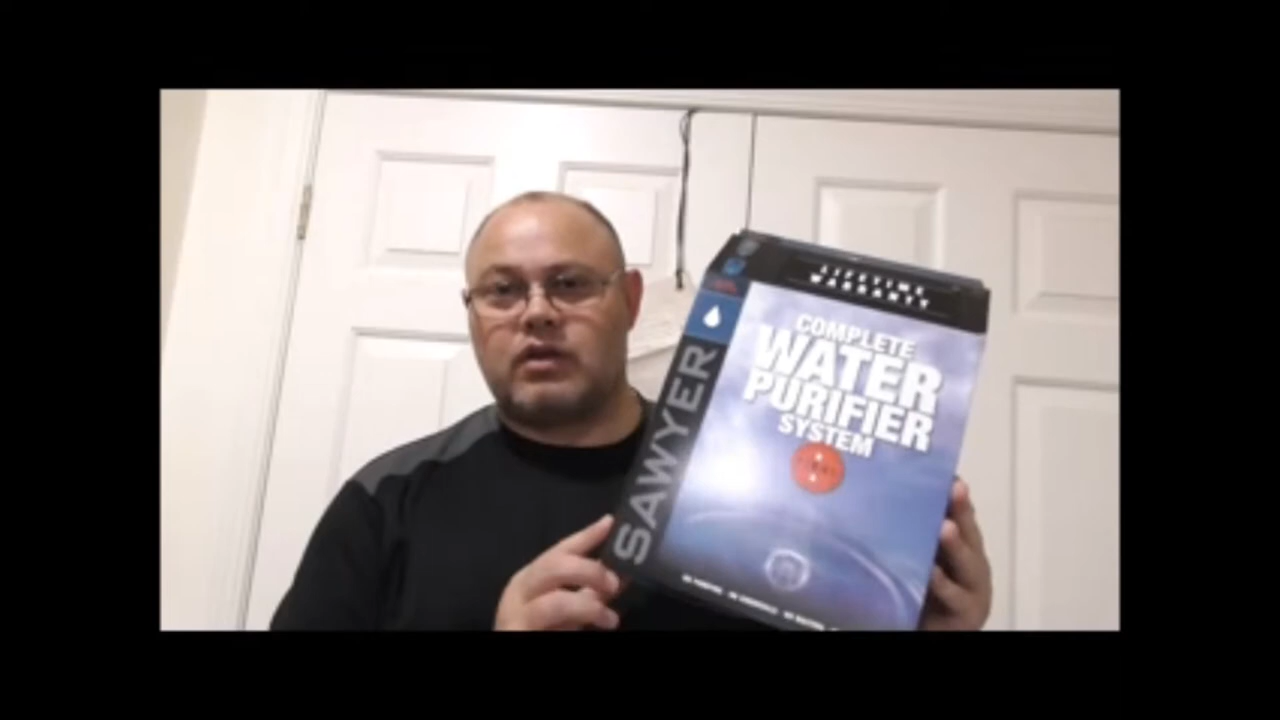 LIFETIME
WARRANTY
COMPLETE
WATER
PURIFIER
SYSTEM
SAWYER